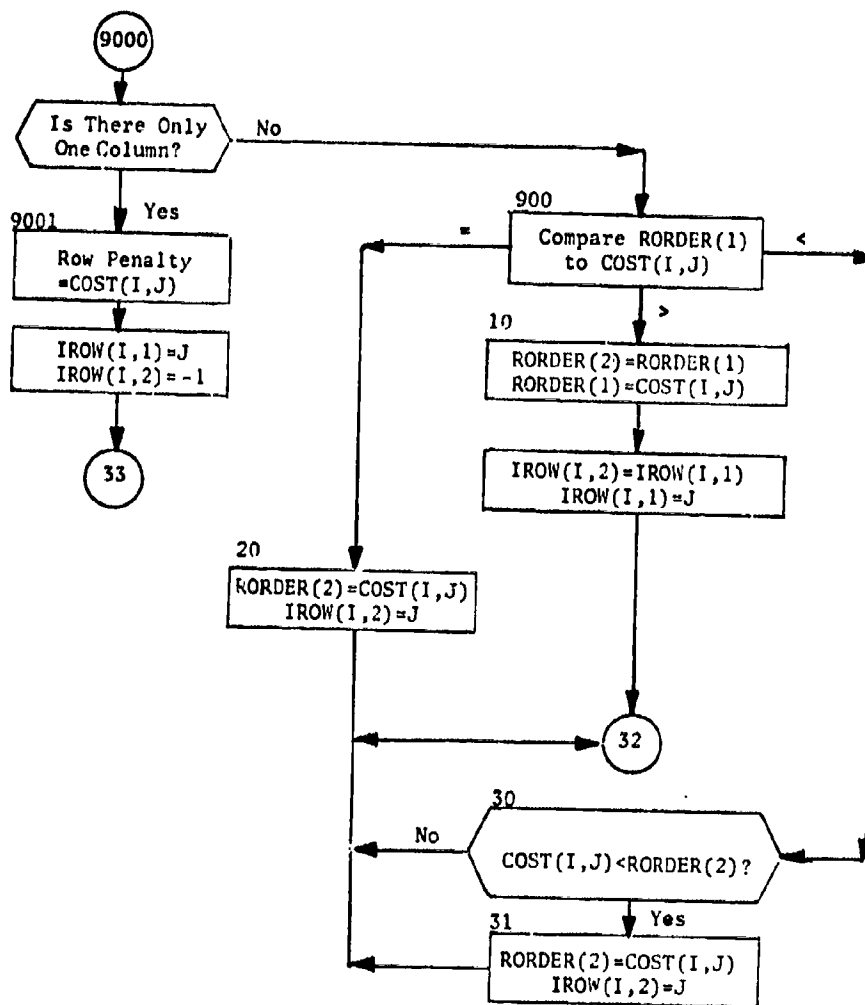 9000
Is There Only
One Column?
No
Yes
9001
Row Penalty
=COST(I,J)
IROW(I,1)=J
IROW(I,2)=-1
33
900
Compare RORDER(1)
to COST(I,J)
=
<
>
10
RORDER(2)=RORDER(1)
RORDER(1)=COST(I,J)
IROW(I,2)=IROW(I,1)
IROW(I,1)=J
20
RORDER(2)=COST(I,J)
IROW(I,2)=J
32
30
COST(I,J)<RORDER(2)?
No
Yes
31
RORDER(2)=COST(I,J)
IROW(I,2)=J